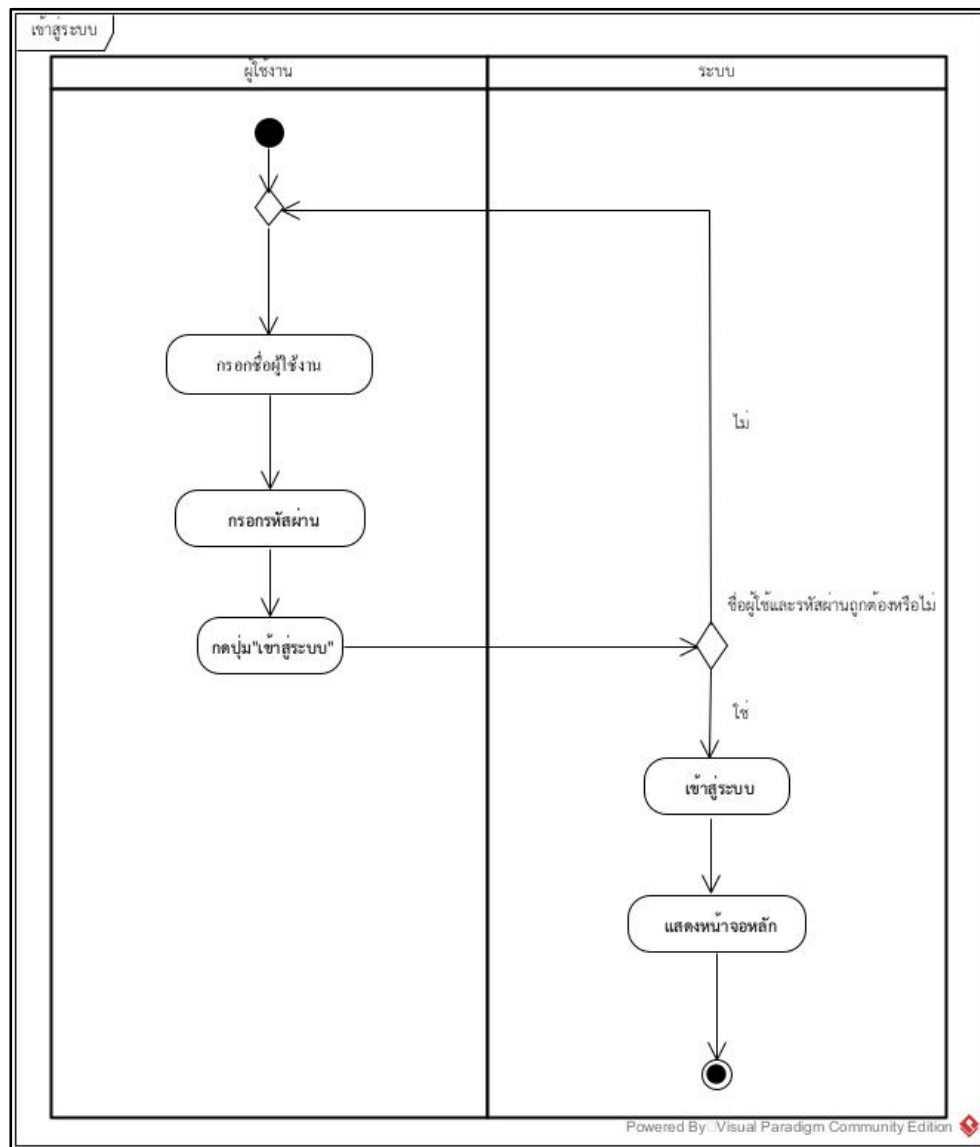 เข้าสู่ระบบ
ผู้ใช้งาน
ระบบ
กรอกชื่อผู้ใช้งาน
ไม่
กรอกรหัสผ่าน
ชื่อผู้ใช้และรหัสผ่านถูกต้องหรือไม่
กดปุ่ม"เข้าสู่ระบบ"
ใช่
เข้าสู่ระบบ
แสดงหน้าจอหลัก
Powered By Visual Paradigm Community Edition